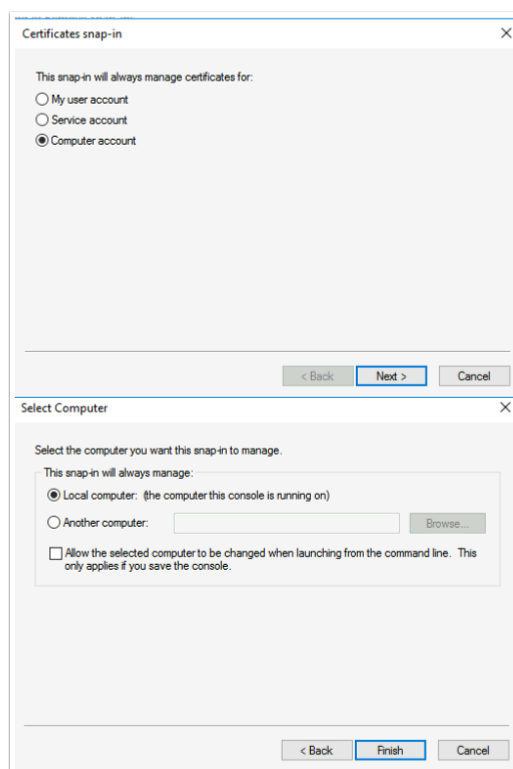 Certificates snap-in
This snap-in will always manage certificates for:
My user account
Service account
Computer account
< Back Next > Cancel
Select Computer
Select the computer you want this snap-in to manage.
This snap-in will always manage:
Local computer: (the computer this console is running on)
Another computer: Browse...
Allow the selected computer to be changed when launching from the command line. This
only applies if you save the console.
< Back Finish Cancel